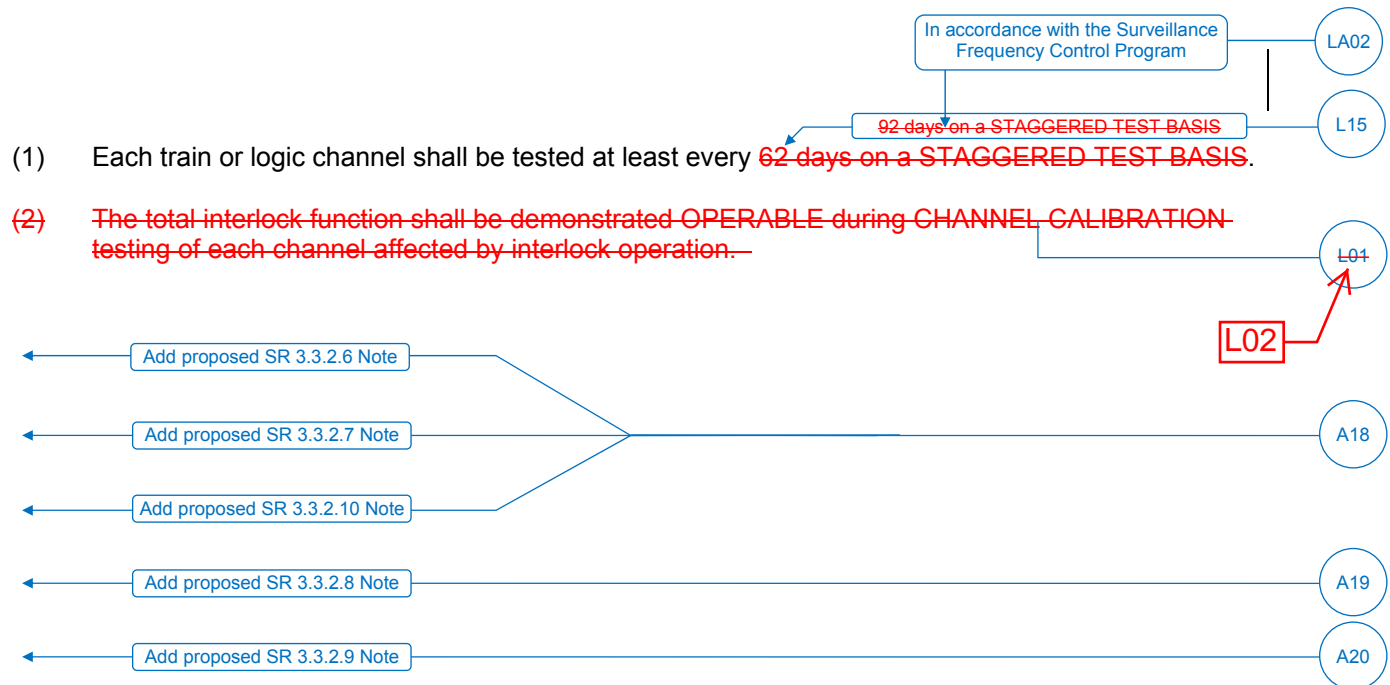 In accordance with the Surveillance
Frequency Control Program
LA02
92 days on a STAGGERED TEST BASIS
L15
(1) Each train or logic channel shall be tested at least every 62 days on a STAGGERED TEST BASIS.
(2) The total interlock function shall be demonstrated OPERABLE during CHANNEL CALIBRATION
testing of each channel affected by interlock operation.
L01
L02
Add proposed SR 3.3.2.6 Note
Add proposed SR 3.3.2.7 Note
A18
Add proposed SR 3.3.2.10 Note
Add proposed SR 3.3.2.8 Note
A19
Add proposed SR 3.3.2.9 Note
A20